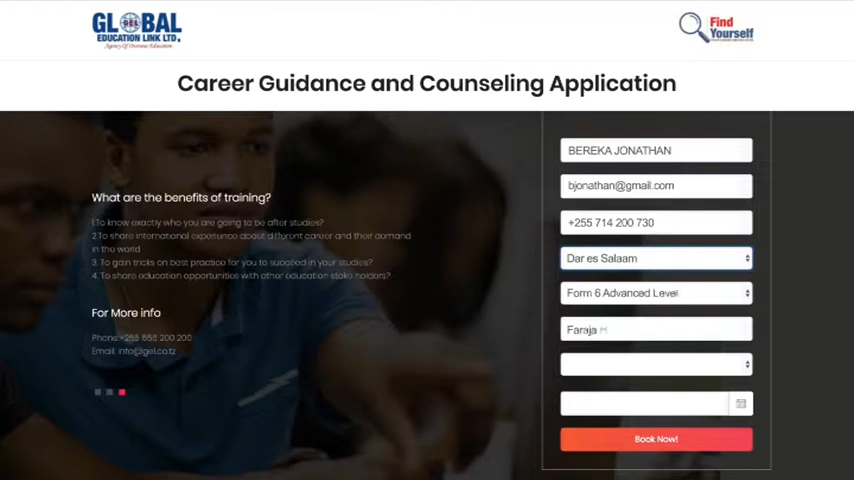 GLOBAL
EDUCATION LINK LTD.
Agency Of Overseas Education
Find
Yourself
Career Guidance and Counseling Application
What are the benefits of training?
1.To know exactly who you are going to be after studies?
2.To share international experience about different career and their demand
in the world
3. To gain tricks on best practice for you to succeed in your studies?
4. To share education opportunities with other education stake holders?
For More info
Phone:+255 656 200 200
Email: info@gel.co.tz
BEREKA JONATHAN
bjonathan@gmail.com
+255 714 200 730
Dar es Salaam
Form 6 Advanced Level
Faraja
Book Now!